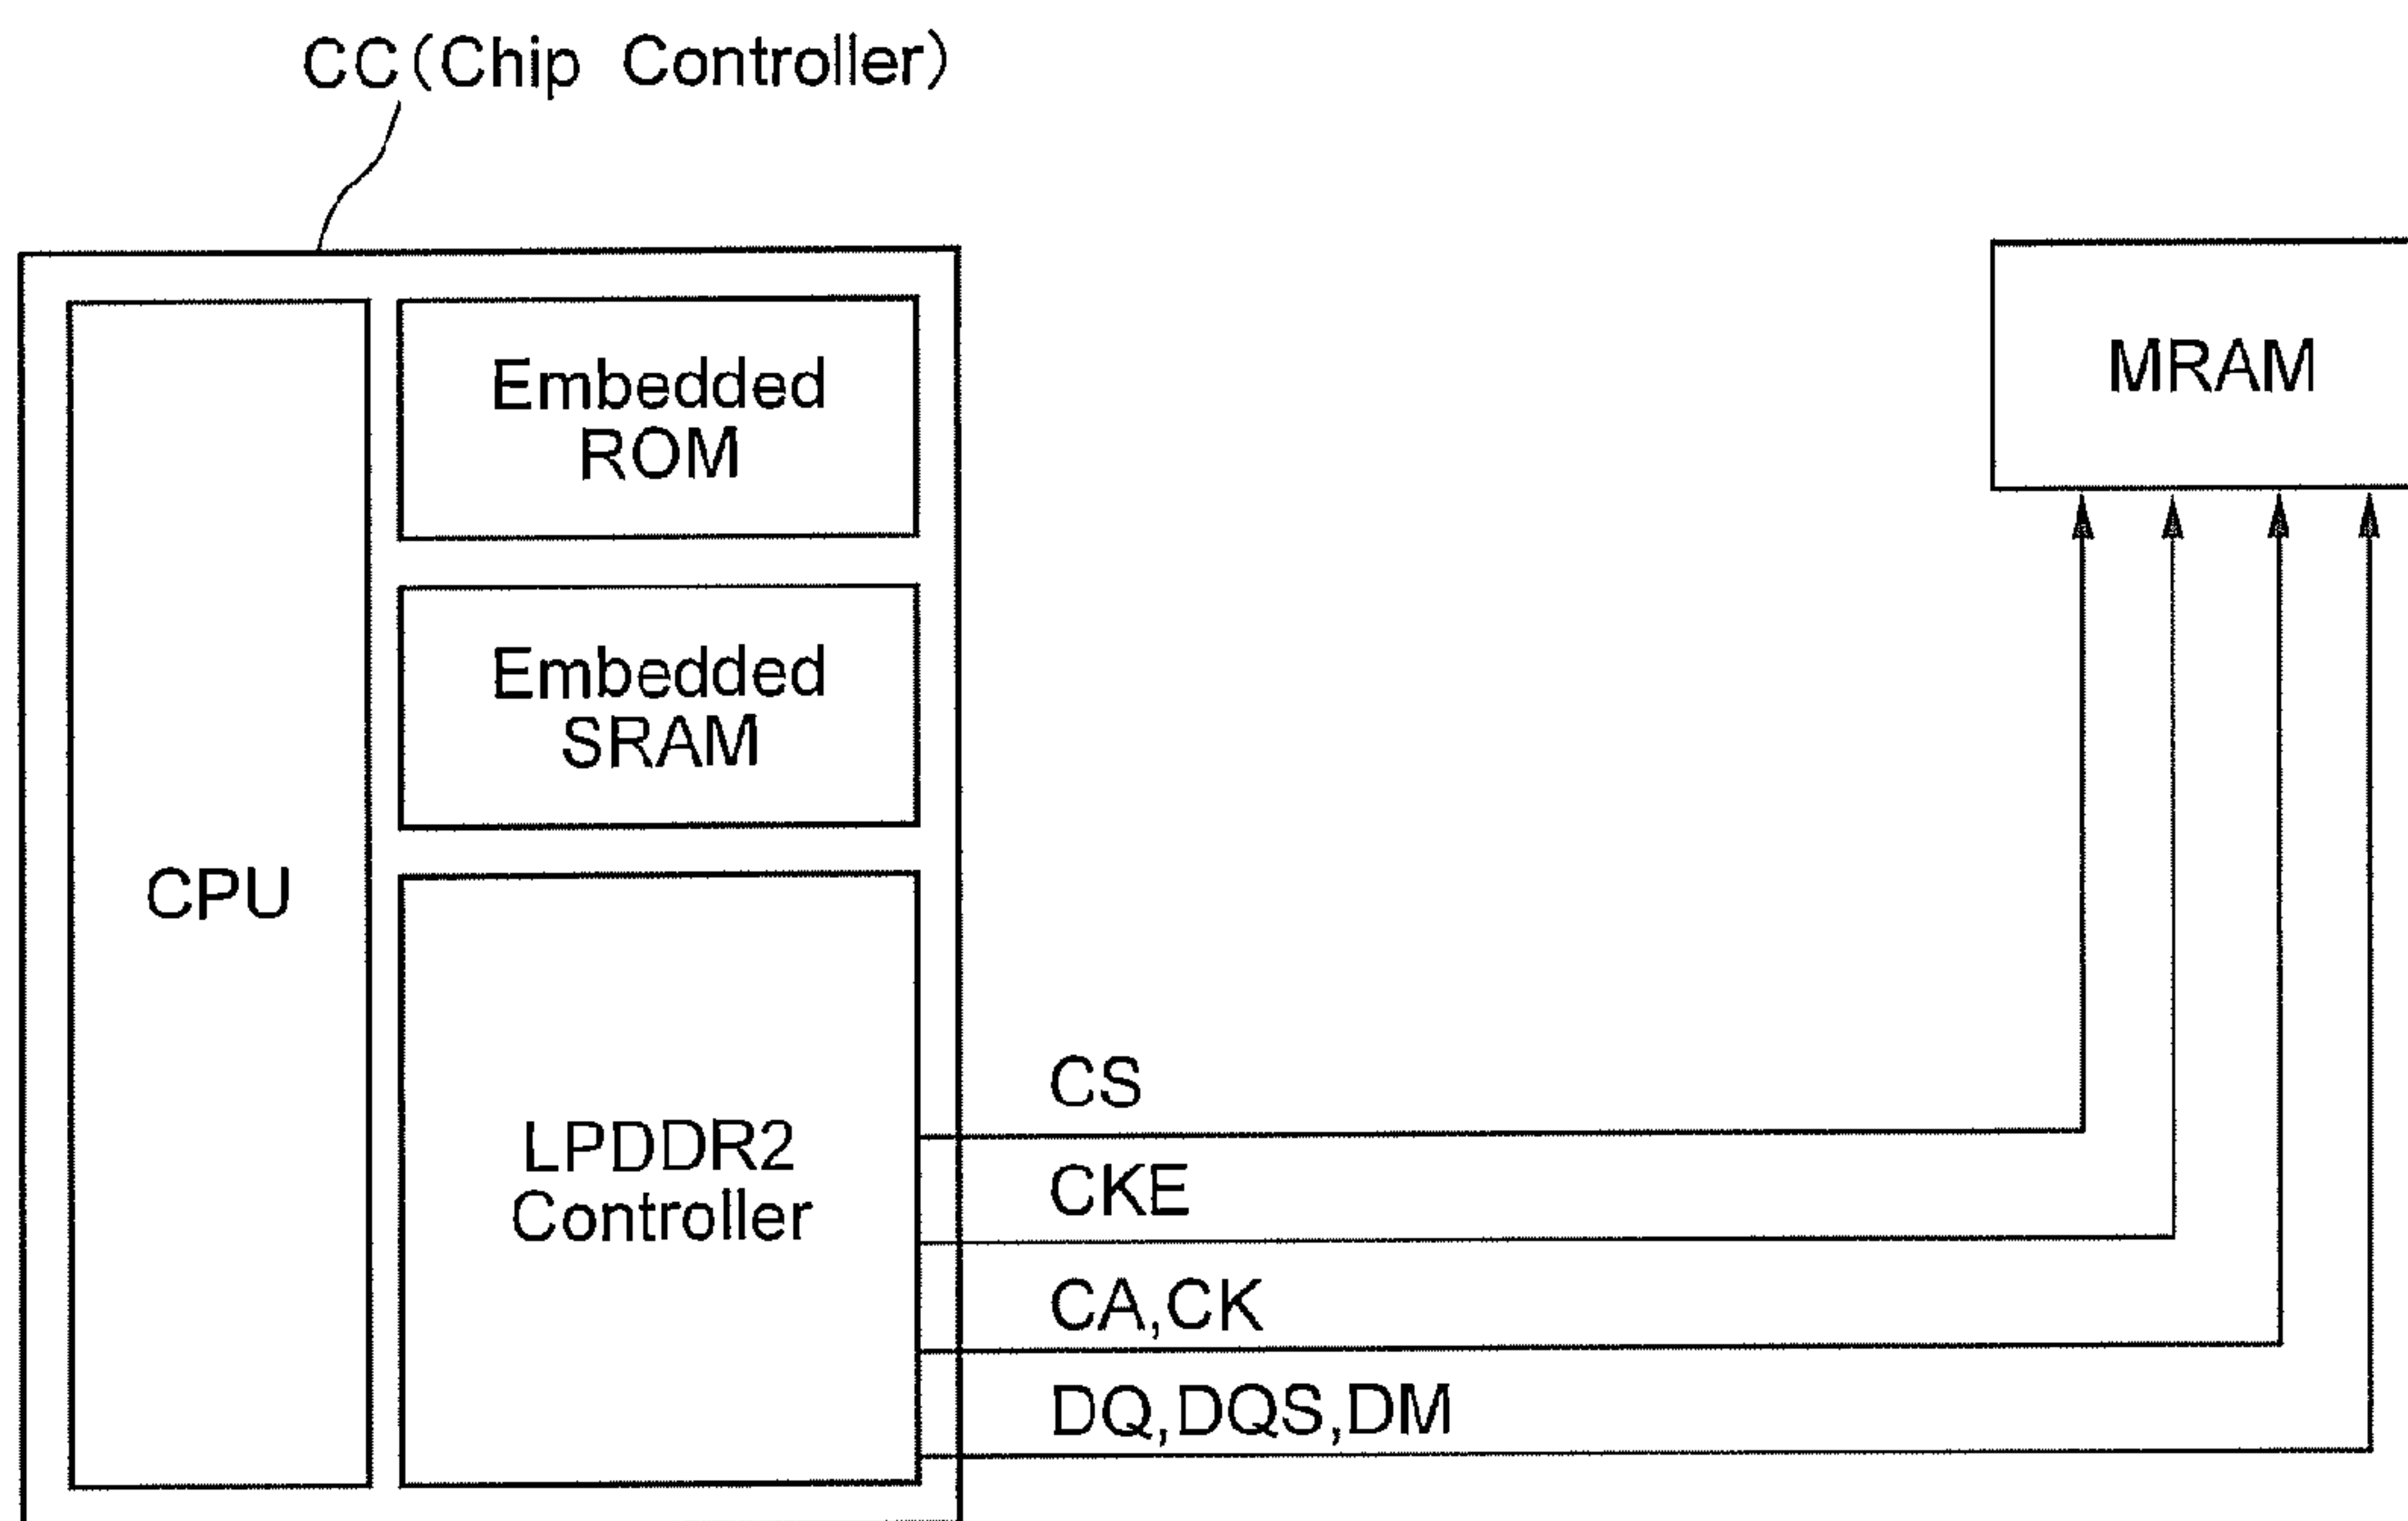 CC(Chip Controller)
Embedded
ROM
MRAM
Embedded
SRAM
CPU
LPDDR2
Controller
CS
CKE
CA,CK
DQ,DQS,DM